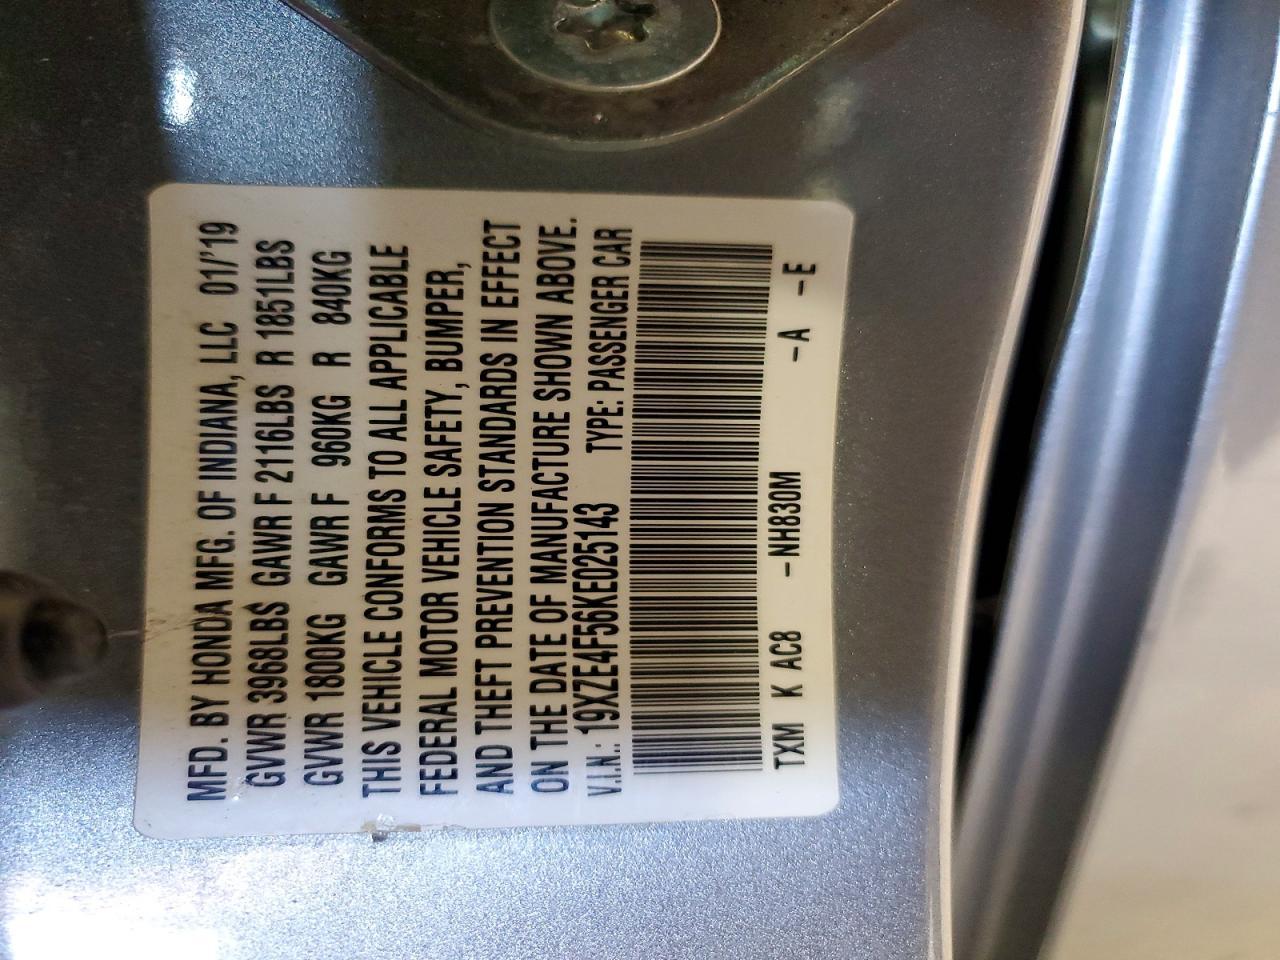 MFD. BY HONDA MFG. OF INDIANA, LLC 01/'19
GVWR 3968LBS GAWR F 2116LBS R 1851LBS
GVWR 1800KG GAWR F 960KG R 840KG
THIS VEHICLE CONFORMS TO ALL APPLICABLE
FEDERAL MOTOR VEHICLE SAFETY, BUMPER,
AND THEFT PREVENTION STANDARDS IN EFFECT
ON THE DATE OF MANUFACTURE SHOWN ABOVE.
V.I.N.: 19XZE4F56KE025143 TYPE: PASSENGER CAR
TXM K AC8 -NH830M -A -E